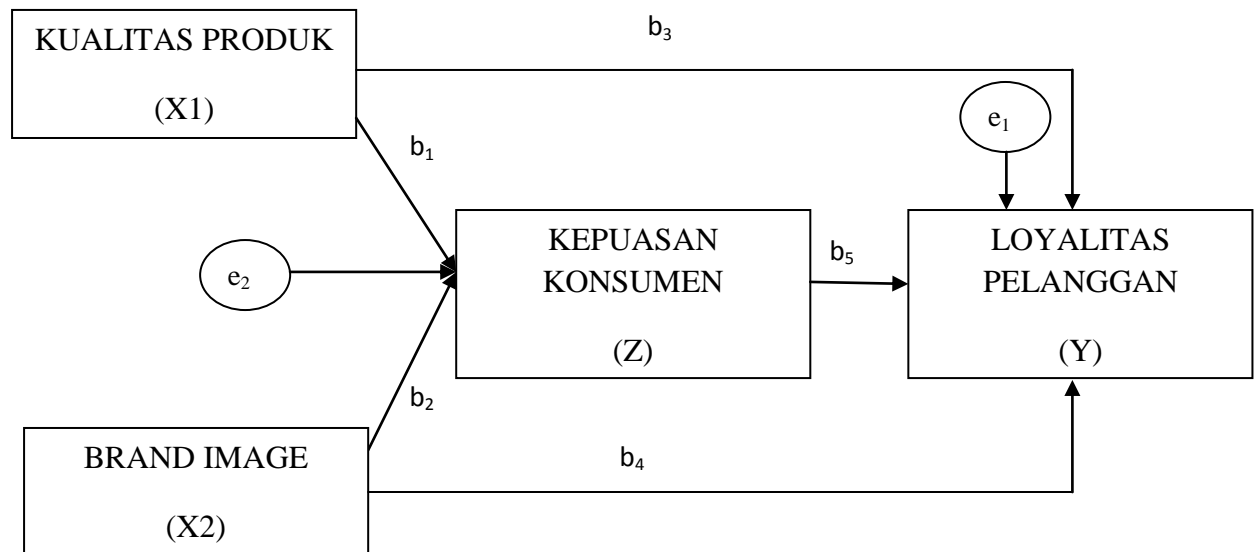 KUALITAS PRODUK
(X1)
b₃
e₁
b₁
KEPUASAN
KONSUMEN
(Z)
b₅
LOYALITAS
PELANGGAN
(Y)
e₂
b₂
BRAND IMAGE
(X2)
b₄